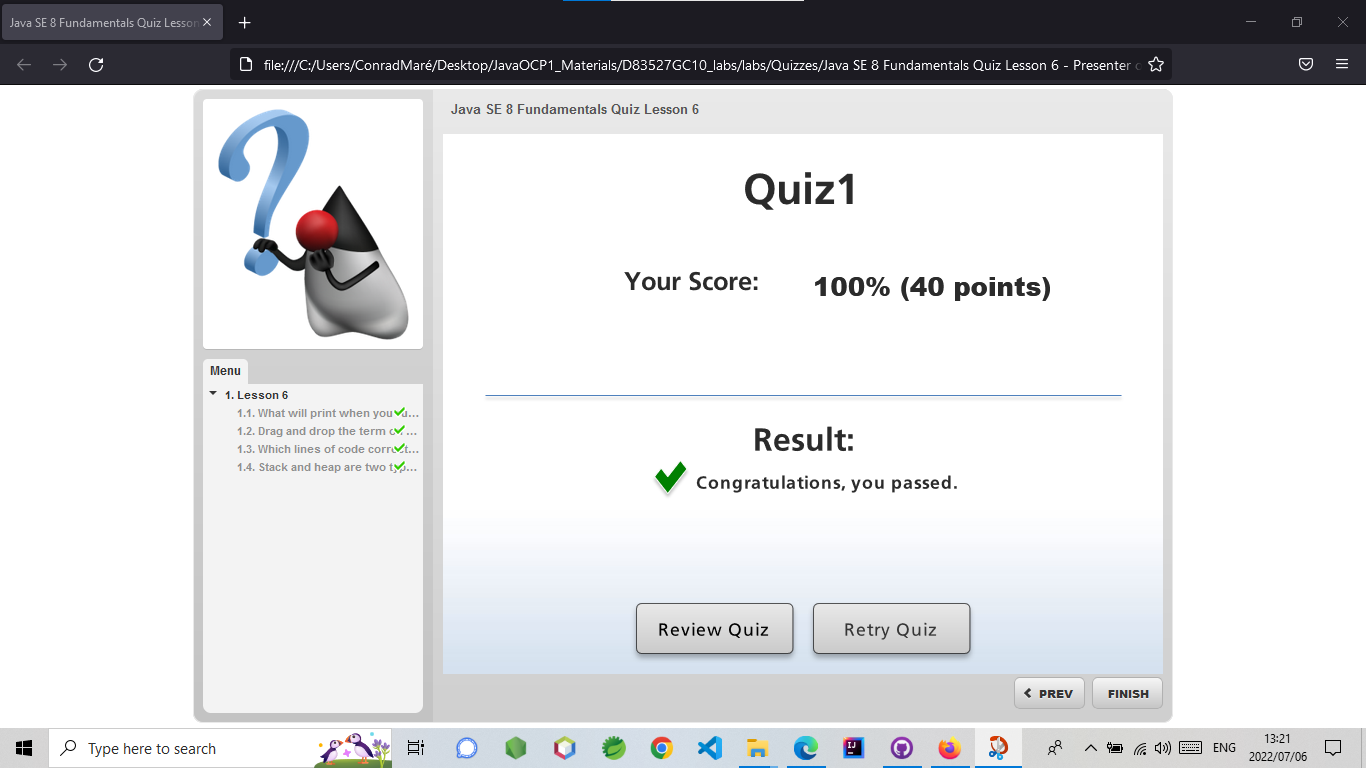 Java SE 8 Fundamentals Quiz Lesson
file:///C:/Users/ConradMaré/Desktop/JavaOCP1_Materials/D83527GC10_labs/labs/Quizzes/Java SE 8 Fundamentals Quiz Lesson 6 - Presenter
Java SE 8 Fundamentals Quiz Lesson 6
Quiz1
Your Score: 100% (40 points)
Menu
1. Lesson 6
1.1. What will print when you ...
1.2. Drag and drop the term ...
1.3. Which lines of code ...
1.4. Stack and heap are two ...
Result:
Congratulations, you passed.
Review Quiz Retry Quiz
PREV FINISH
Type here to search
IJ
ENG
13:21
2022/07/06